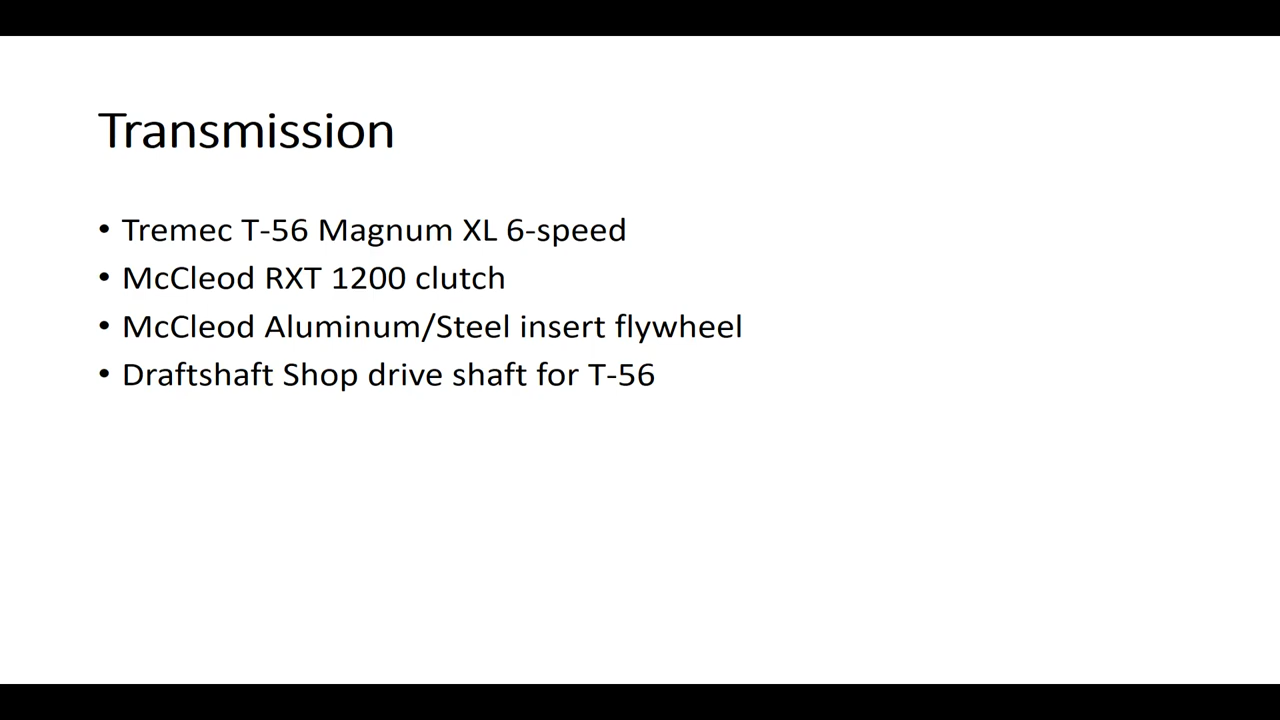 Transmission
• Tremec T-56 Magnum XL 6-speed
• McCleod RXT 1200 clutch
• McCleod Aluminum/Steel insert flywheel
• Draftshaft Shop drive shaft for T-56